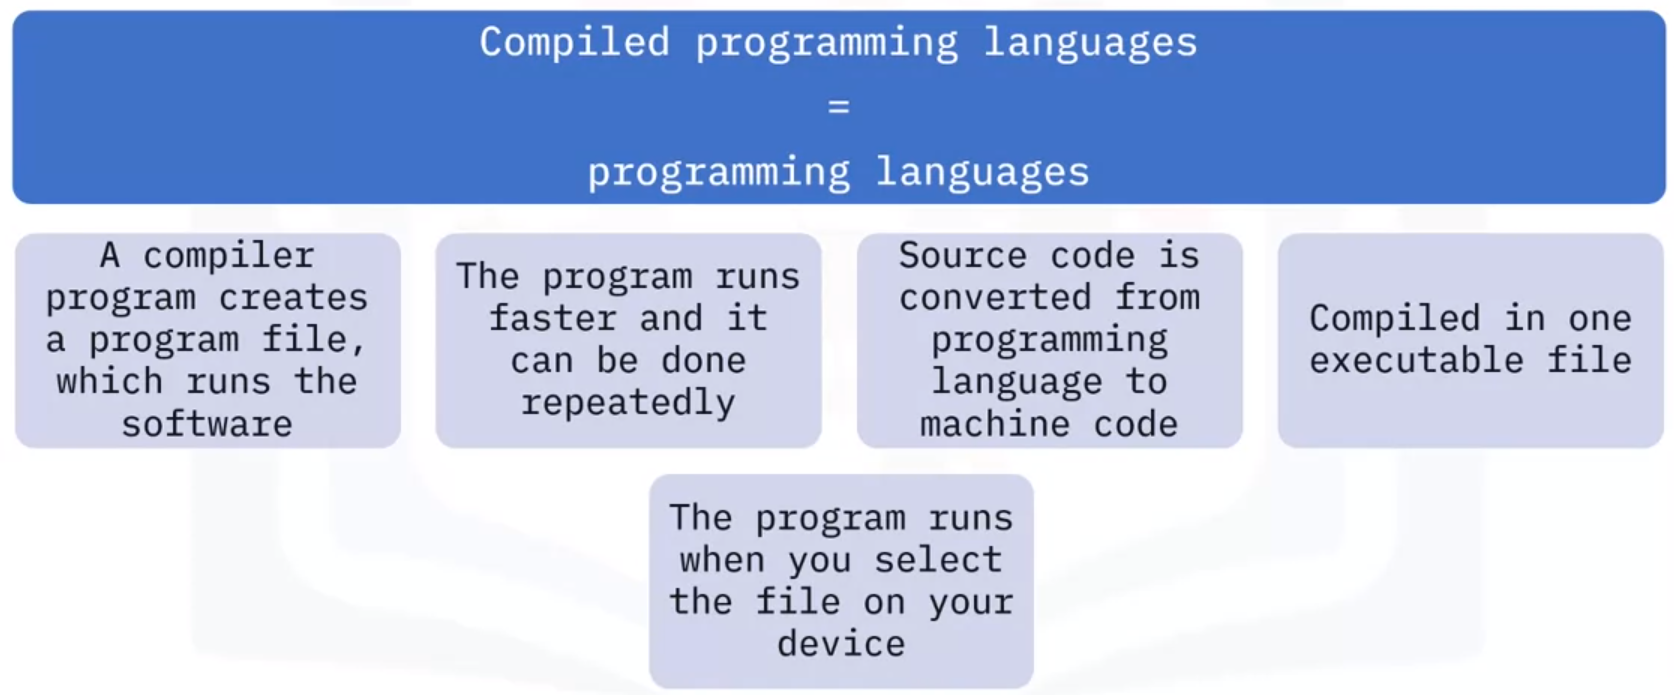 Compiled programming languages
=
programming languages
A compiler
program creates
a program file,
which runs the
software
The program runs
faster and it
can be done
repeatedly
Source code is
converted from
programming
language to
machine code
Compiled in one
executable file
The program runs
when you select
the file on your
device